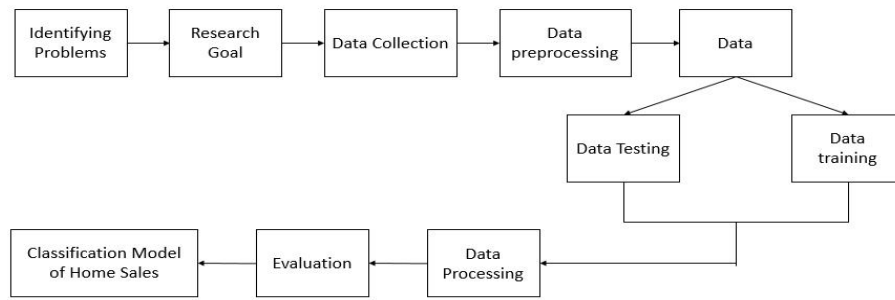 Identifying
Problems
Research
Goal
Data Collection
Data
preprocessing
Data
Data Testing
Data
training
Classification Model
of Home Sales
Evaluation
Data
Processing